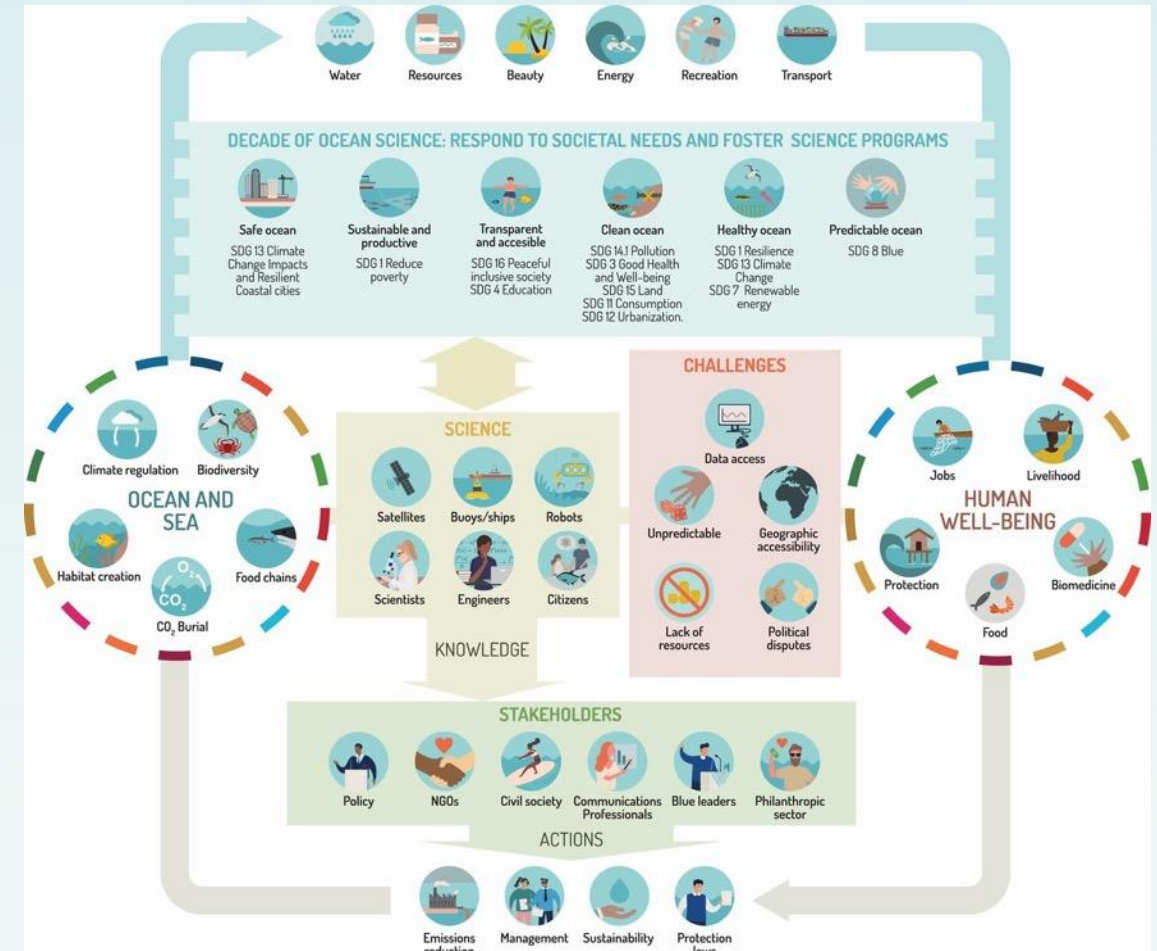 Water
Resources
Beauty
Energy
Recreation
Transport
DECADE OF OCEAN SCIENCE: RESPOND TO SOCIETAL NEEDS AND FOSTER SCIENCE PROGRAMS
Safe ocean
SDG 13 Climate
Change Impacts
and Resilient
Coastal cities
Sustainable and
productive
SDG 1 Reduce
poverty
Transparent
and accesible
SDG 16 Peaceful
inclusive society
SDG 4 Education
Clean ocean
SDG 14.1 Pollution
SDG 3 Good Health
and Well-being
SDG 15 Land
SDG 11 Consumption
SDG 12 Urbanization.
Healthy ocean
SDG 1 Resilience
SDG 13 Climate
Change
SDG 7 Renewable
energy
Predictable ocean
SDG 8 Blue
OCEAN AND
SEA
Climate regulation
Biodiversity
Habitat creation
Food chains
O2
CO2
CO2 Burial
SCIENCE
Satellites
Buoys/ships
Robots
Scientists
Engineers
Citizens
KNOWLEDGE
CHALLENGES
Data access
Unpredictable
Geographic
accessibility
Lack of
resources
Political
disputes
HUMAN
WELL-BEING
Jobs
Livelihood
Protection
Biomedicine
Food
STAKEHOLDERS
Policy
NGOs
Civil society
Communications
Professionals
Blue leaders
Philanthropic
sector
ACTIONS
Emissions
reduction
Management
Sustainability
Protection
laws